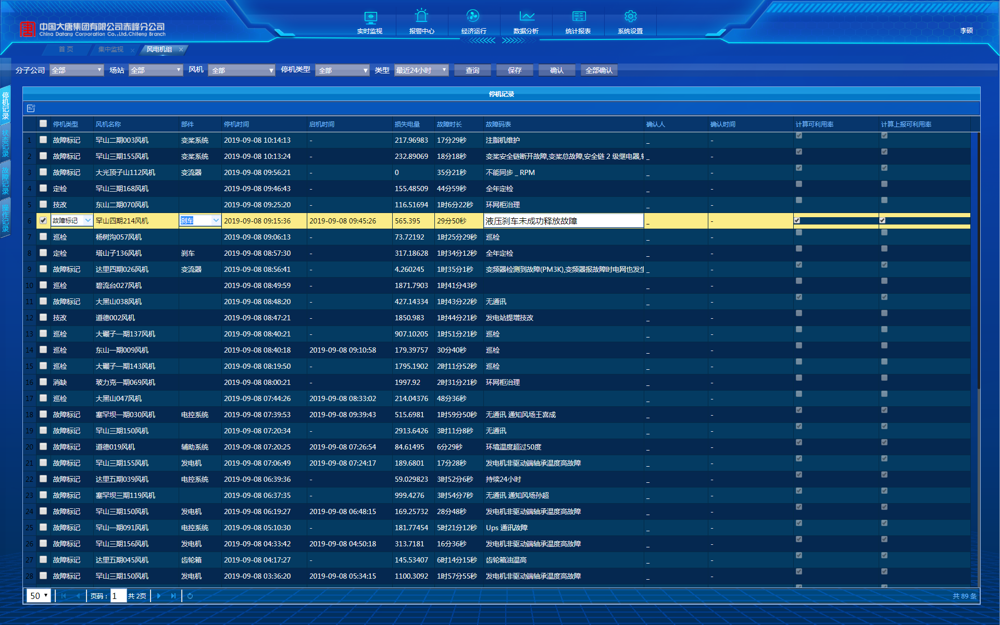 中国大唐集团有限公司赤峰分公司
China Datang Corporation Co.,Ltd.Chifeng Branch
实时监视 报警中心 经济运行 数据分析 统计报表 系统设置
李硕
首 页 集中监视 × 风电机组 ×
分子公司 全部 场站 全部 风机 全部 停机类型 全部 类型 最近24小时 查询 保存 确认 全部确认
停机记录
状态记录
故障记录
操作记录
停机记录
停机类型 风机名称 部件 停机时间 启机时间 损失电量 故障时长 故障码表 确认人 确认时间 计算可利用率 计算上报可利用率
1 故障标记 罕山二期003风机 变桨系统 2019-09-08 10:14:13 - 217.96983 17分29秒 注脂机维护 _ -
2 故障标记 罕山三期155风机 变桨系统 2019-09-08 10:13:24 - 232.89069 18分18秒 变桨安全链断开故障,变桨总故障,安全链 2 级继电器, _ -
3 故障标记 大光顶子山112风机 变流器 2019-09-08 09:56:21 - 0 35分21秒 不能同步 _ RPM _ -
4 定检 罕山三期168风机 2019-09-08 09:46:43 - 155.48509 44分59秒 全年定检 _ -
5 技改 东山二期070风机 2019-09-08 09:25:20 - 116.51694 1时6分22秒 环网柜治理 _ -
6 故障标记 罕山四期214风机 刹车 2019-09-08 09:15:36 2019-09-08 09:45:26 565.395 29分50秒 液压刹车未成功释放故障 _ -
7 巡检 杨树沟057风机 2019-09-08 09:06:13 - 73.72192 1时25分29秒 巡检 _ -
8 定检 塔山子136风机 刹车 2019-09-08 08:57:30 - 317.18628 1时34分12秒 全年定检 _ -
9 故障标记 达里四期026风机 变流器 2019-09-08 08:56:41 - 4.260245 1时35分1秒 变频器检测到故障(PM3K),变频器报故障时电网也发生 _ -
10 巡检 碧流台027风机 2019-09-08 08:49:59 - 1871.7903 1时41分43秒 _ -
11 故障标记 大黑山038风机 2019-09-08 08:48:20 - 427.14334 1时43分22秒 无通讯 _ -
12 技改 道德002风机 2019-09-08 08:47:21 - 1850.983 1时44分21秒 发电站提增技改 _ -
13 巡检 大碾子一期137风机 2019-09-08 08:40:21 - 907.10205 1时51分21秒 巡检 _ -
14 巡检 东山一期009风机 2019-09-08 08:40:18 2019-09-08 09:10:58 179.39757 30分40秒 巡检 _ -
15 巡检 大碾子一期143风机 2019-09-08 08:19:50 - 1795.1902 2时11分52秒 巡检 _ -
16 消缺 玻力克一期069风机 2019-09-08 08:00:21 - 1997.92 2时31分21秒 环网柜治理 _ -
17 巡检 大黑山047风机 2019-09-08 07:44:26 2019-09-08 08:33:02 214.04376 48分36秒 _ -
18 故障标记 塞罕坝一期030风机 电控系统 2019-09-08 07:39:53 2019-09-08 09:39:43 515.6981 1时59分50秒 无通讯 通知风场王喜成 _ -
19 故障标记 罕山三期150风机 2019-09-08 07:20:34 - 2913.6426 3时11分8秒 无通讯 _ -
20 故障标记 道德019风机 辅助系统 2019-09-08 07:20:25 2019-09-08 07:26:54 84.61495 6分29秒 环境温度超过50度 _ -
21 故障标记 罕山三期155风机 发电机 2019-09-08 07:06:49 2019-09-08 07:24:17 189.6801 17分28秒 发电机非驱动端轴承温度高故障 _ -
22 故障标记 达里五期039风机 电控系统 2019-09-08 06:39:36 - 59.029823 3时52分6秒 持续24小时 _ -
23 故障标记 塞罕坝三期119风机 2019-09-08 06:37:35 - 999.4276 3时54分7秒 无通讯 通知风场孙超 _ -
24 故障标记 罕山三期150风机 发电机 2019-09-08 06:19:27 2019-09-08 06:48:15 169.25732 28分48秒 发电机非驱动端轴承温度高故障 _ -
25 故障标记 罕山一期091风机 电控系统 2019-09-08 05:10:30 - 181.77454 5时21分12秒 Ups 通讯故障 _ -
26 故障标记 罕山三期156风机 发电机 2019-09-08 04:33:42 2019-09-08 04:50:18 313.7181 16分36秒 发电机非驱动端轴承温度高故障 _ -
27 故障标记 达里五期045风机 齿轮箱 2019-09-08 04:17:27 - 145.53407 6时14分15秒 齿轮箱油温高 _ -
28 故障标记 罕山三期150风机 发电机 2019-09-08 03:36:20 2019-09-08 05:34:15 1100.3092 1时57分55秒 发电机非驱动端轴承温度高故障 _ -
50 页码： 1 共 2页 共 89 条